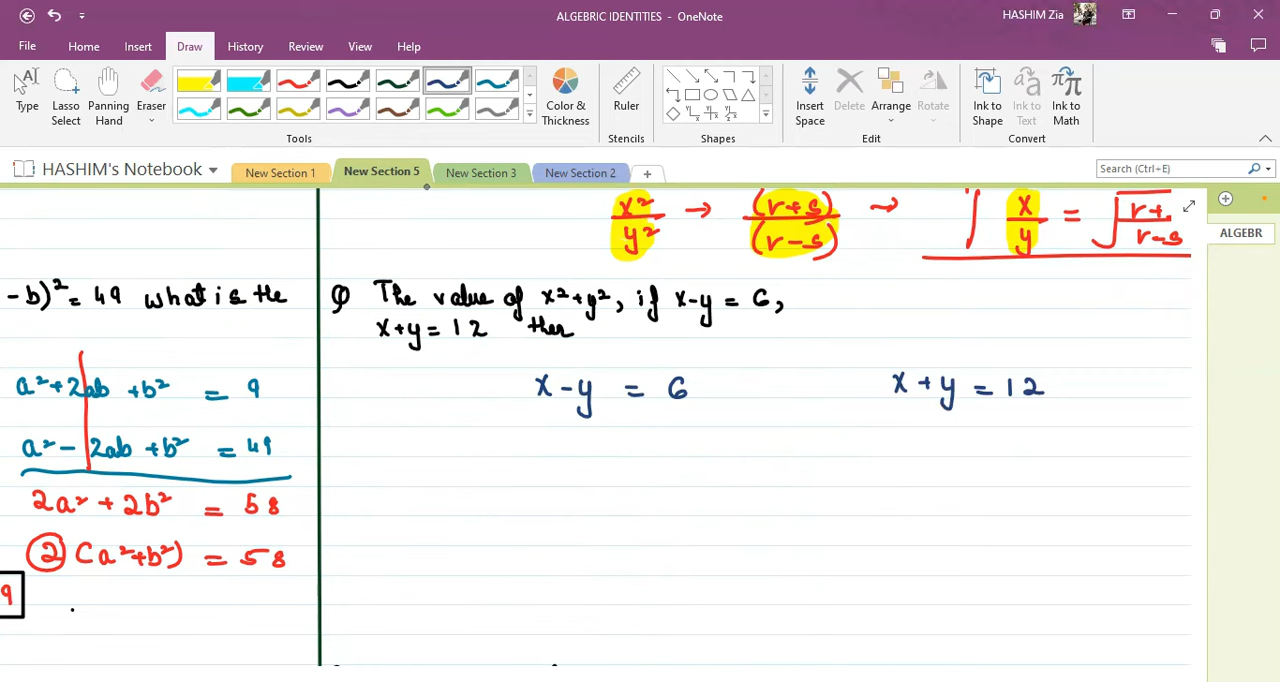 ALGEBRIC IDENTITIES - OneNote
HASHIM Zia
File Home Insert Draw History Review View Help
Type
Lasso Select
Panning Hand
Eraser
Color & Thickness
Ruler
Insert Space
Delete
Arrange
Rotate
Ink to Shape
Ink to Text
Ink to Math
Tools
Stencils
Shapes
Edit
Convert
HASHIM's Notebook
New Section 1
New Section 5
New Section 3
New Section 2
Search (Ctrl+E)
ALGEBR
x²/y² → (r+s)/(r-s) → x/y = √(r+/r-s)
-b)² = 49 what is the
a² + 2ab + b² = 9
a² - 2ab + b² = 49
2a² + 2b² = 58
2 (a²+b²) = 58
9
Q The value of x²+y², if x-y = 6,
x+y = 12 then
x - y = 6
x + y = 12